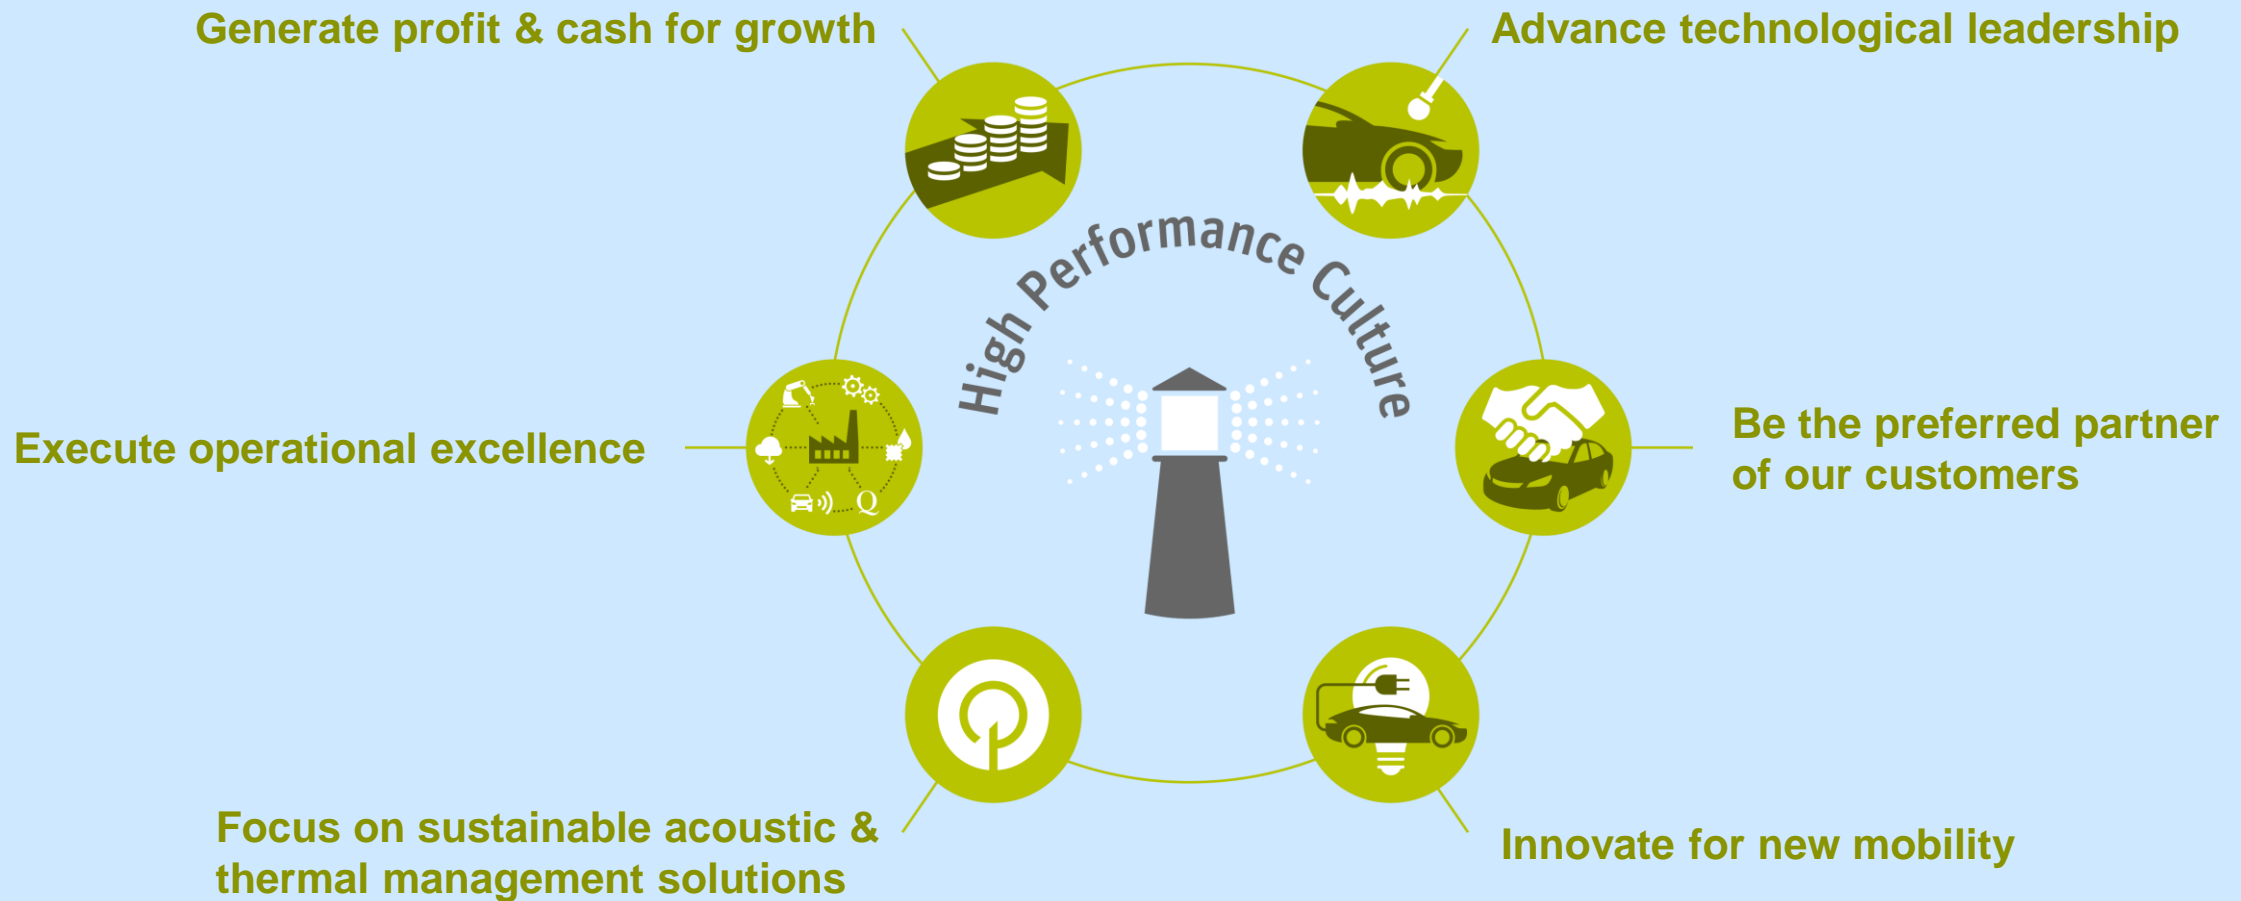 Generate profit & cash for growth
Advance technological leadership
High Performance Culture
Execute operational excellence
Be the preferred partner
of our customers
Q
Focus on sustainable acoustic &
thermal management solutions
Innovate for new mobility